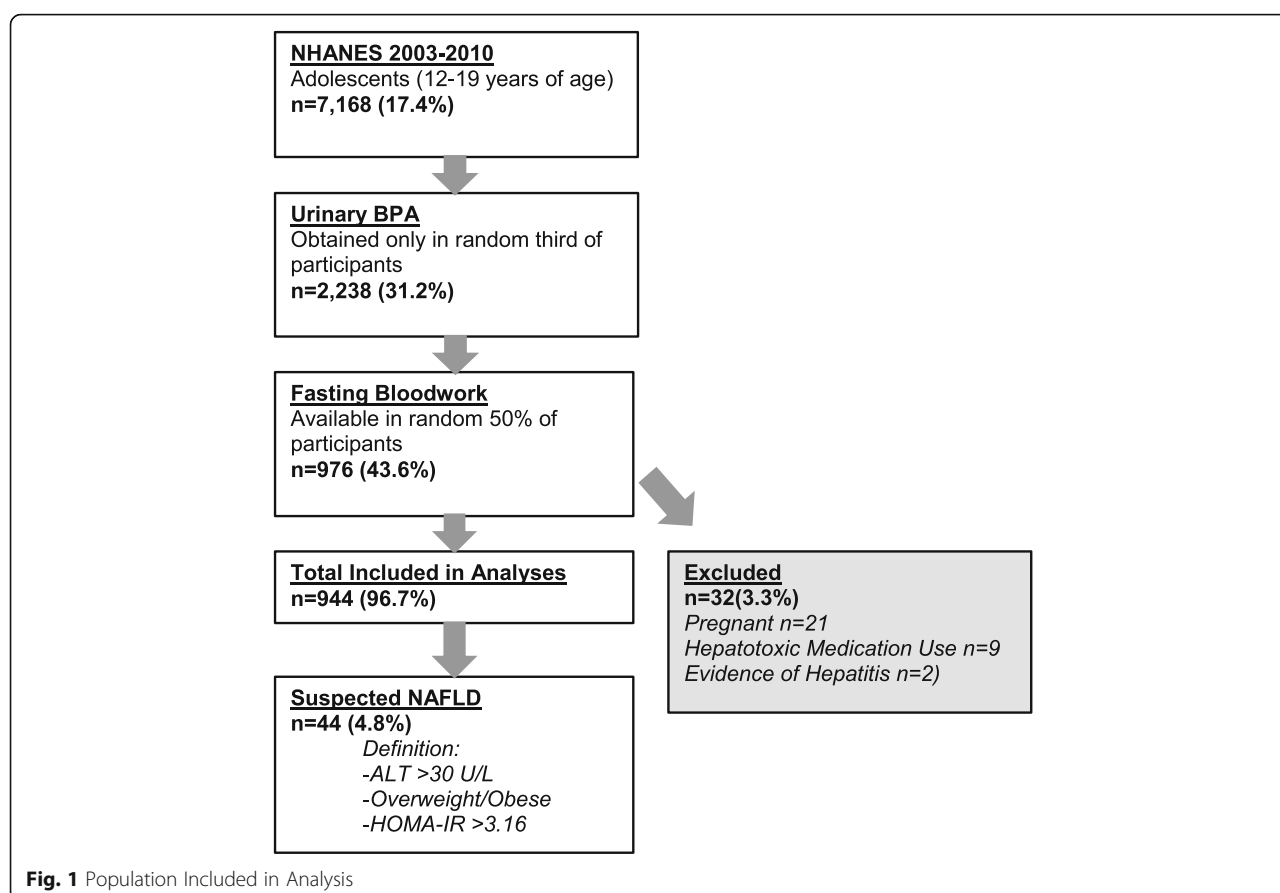 NHANES 2003-2010
Adolescents (12-19 years of age)
n=7,168 (17.4%)
Urinary BPA
Obtained only in random third of
participants
n=2,238 (31.2%)
Fasting Bloodwork
Available in random 50% of
participants
n=976 (43.6%)
Total Included in Analyses
n=944 (96.7%)
Excluded
n=32(3.3%)
Pregnant n=21
Hepatotoxic Medication Use n=9
Evidence of Hepatitis n=2)
Suspected NAFLD
n=44 (4.8%)
Definition:
-ALT >30 U/L
-Overweight/Obese
-HOMA-IR >3.16
Fig. 1 Population Included in Analysis